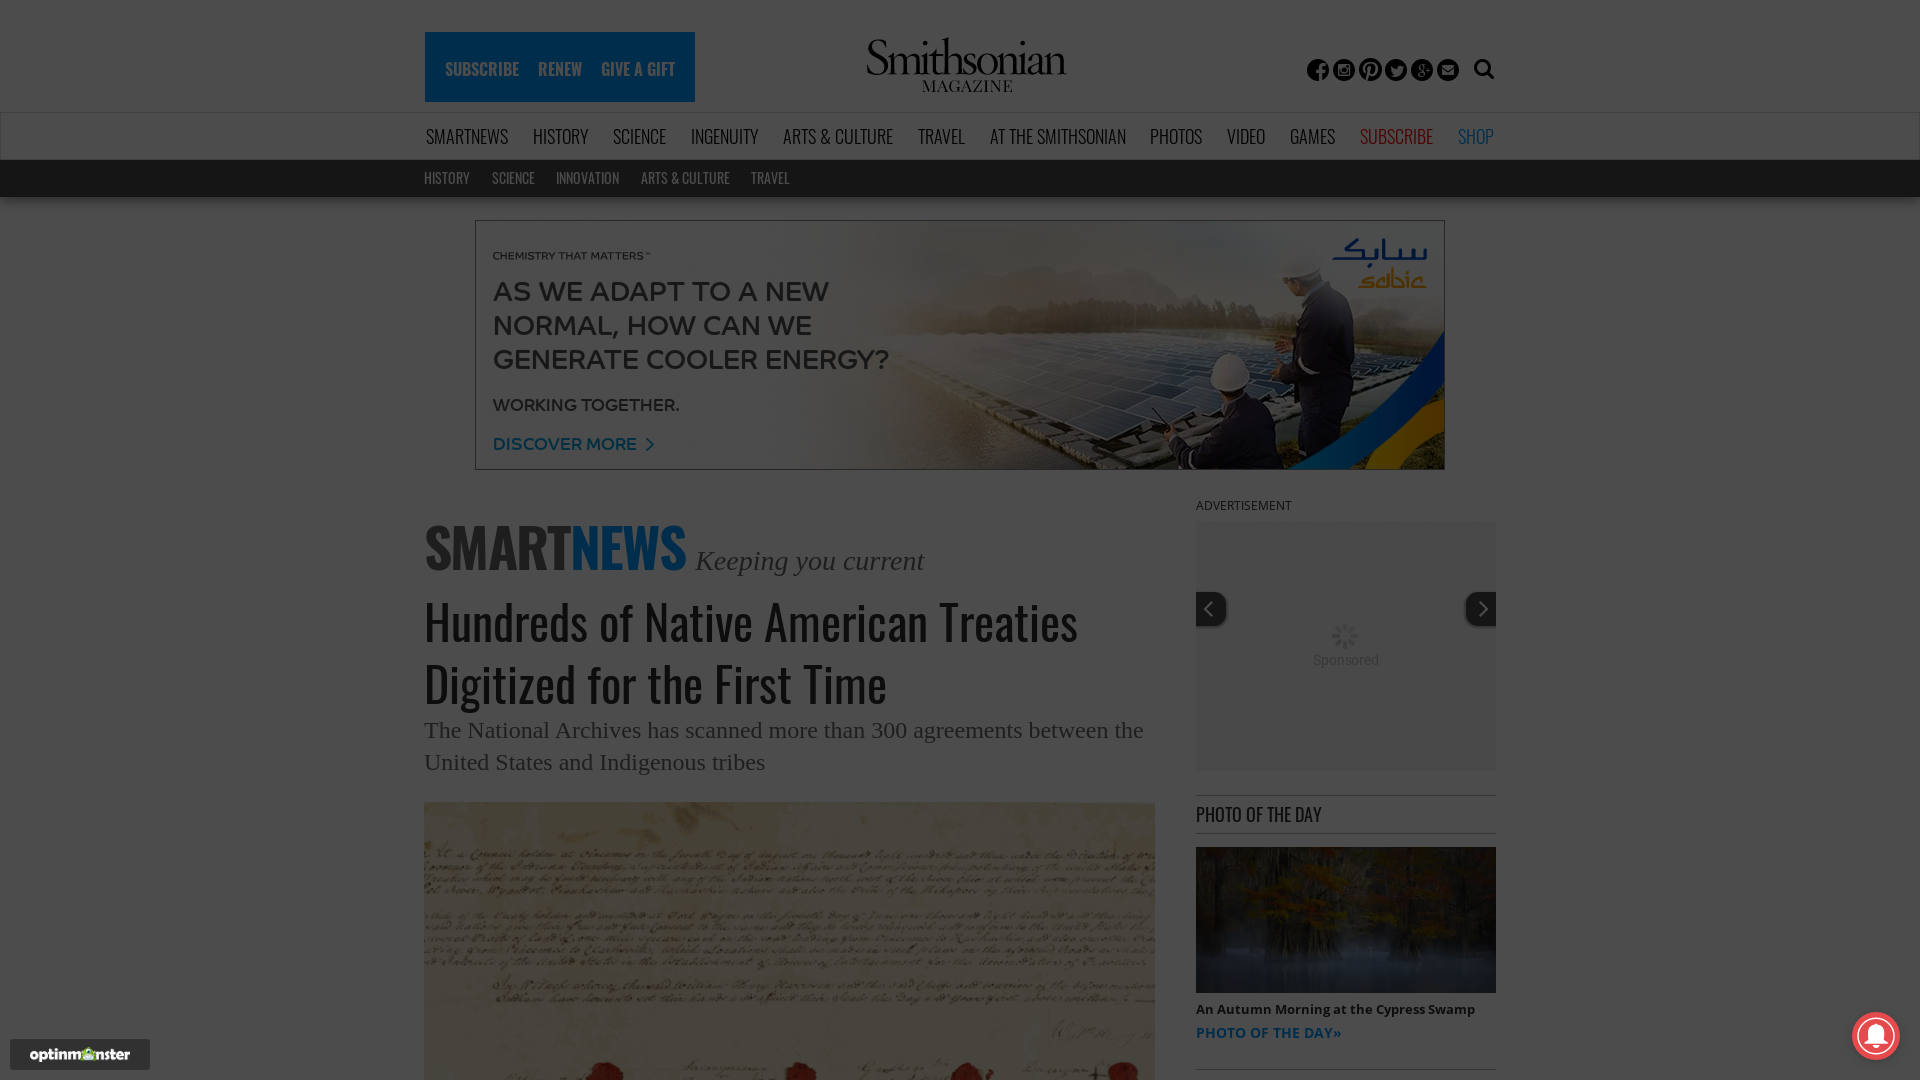 SUBSCRIBE RENEW GIVE A GIFT
Smithsonian
MAGAZINE
SMARTNEWS HISTORY SCIENCE INGENUITY ARTS & CULTURE TRAVEL AT THE SMITHSONIAN PHOTOS VIDEO GAMES SUBSCRIBE SHOP
HISTORY SCIENCE INNOVATION ARTS & CULTURE TRAVEL
CHEMISTRY THAT MATTERS™
سابك
sabic
AS WE ADAPT TO A NEW
NORMAL, HOW CAN WE
GENERATE COOLER ENERGY?
WORKING TOGETHER.
DISCOVER MORE >
ADVERTISEMENT
SMARTNEWS Keeping you current
Sponsored
Hundreds of Native American Treaties
Digitized for the First Time
The National Archives has scanned more than 300 agreements between the
United States and Indigenous tribes
PHOTO OF THE DAY
An Autumn Morning at the Cypress Swamp
PHOTO OF THE DAY»
optinmonster